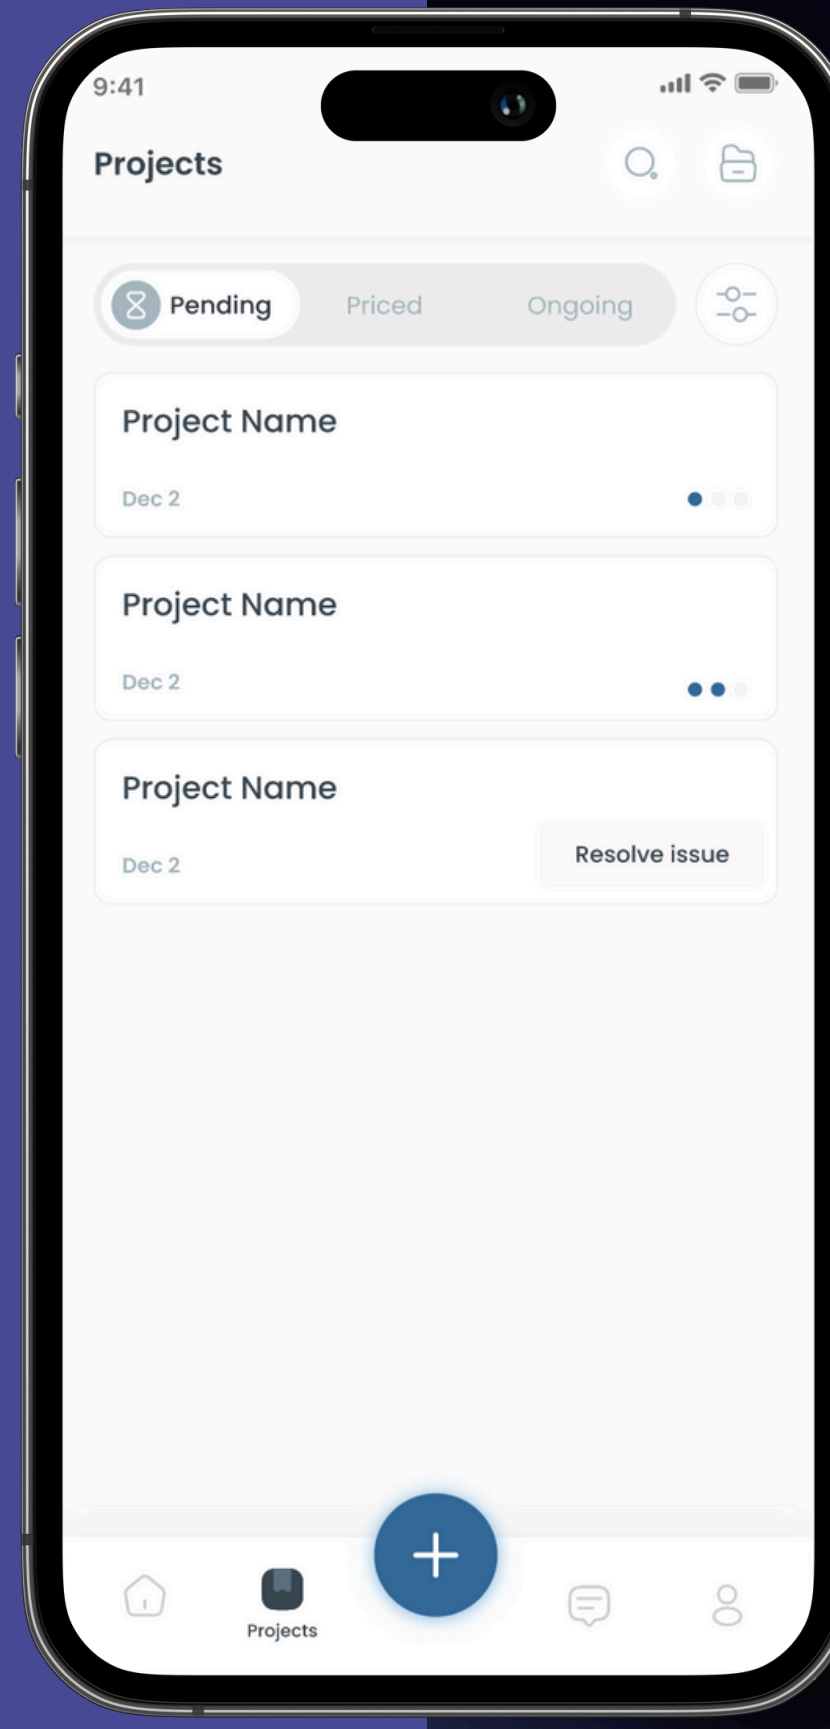 9:41
Projects
Pending Priced Ongoing
Project Name
Dec 2
Project Name
Dec 2
Project Name
Dec 2 Resolve issue
Projects